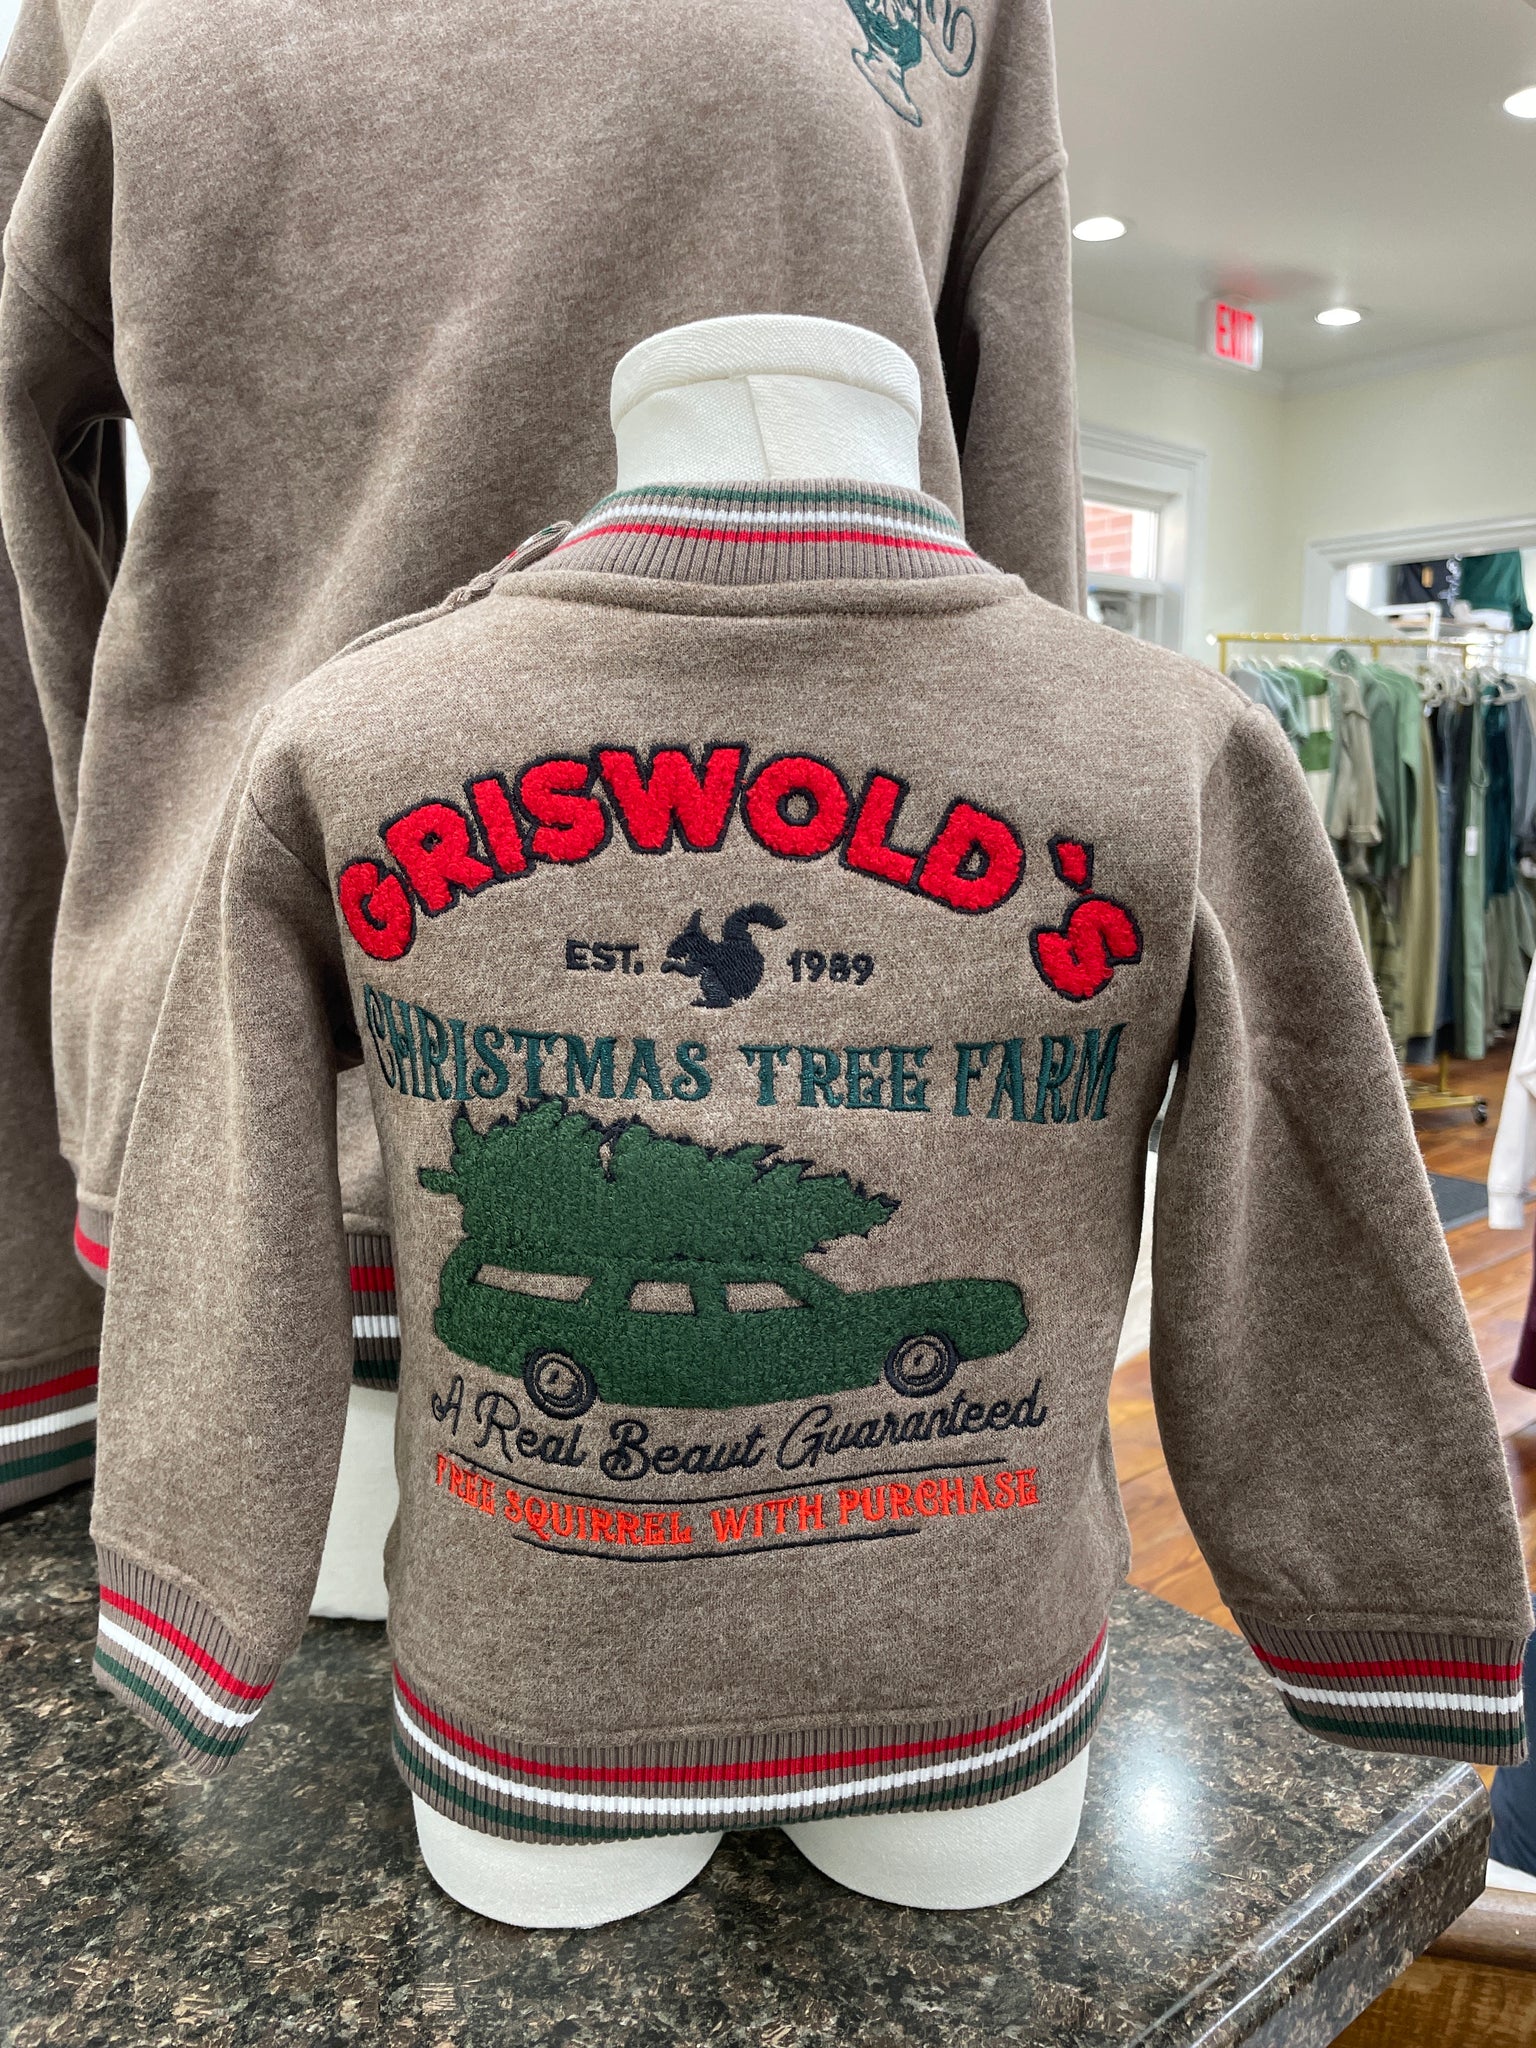 EXIT
GRISWOLD'S
EST. 1989
CHRISTMAS TREE FARM
A Real Beaut Guaranteed
FREE SQUIRREL WITH PURCHASE